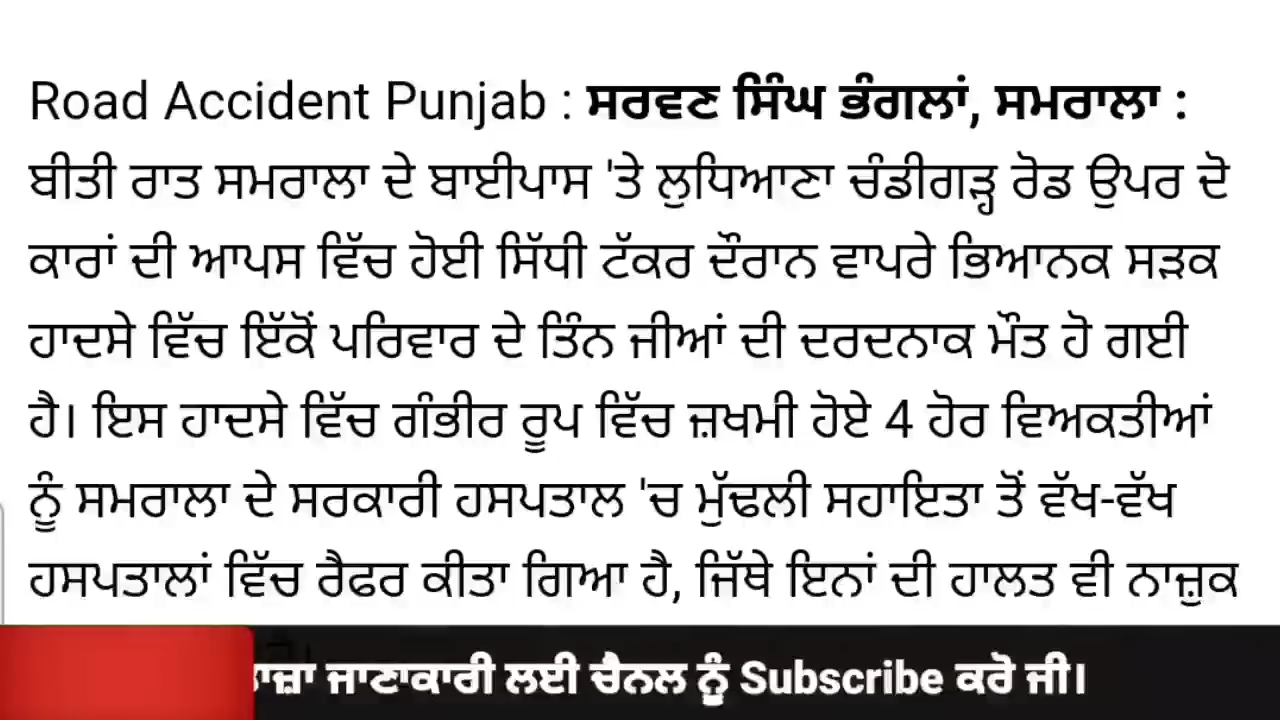 Road Accident Punjab : ਸਰਵਣ ਸਿੰਘ ਭੰਗਲਾਂ, ਸਮਰਾਲਾ :
ਬੀਤੀ ਰਾਤ ਸਮਰਾਲਾ ਦੇ ਬਾਈਪਾਸ 'ਤੇ ਲੁਧਿਆਣਾ ਚੰਡੀਗੜ੍ਹ ਰੋਡ ਉਪਰ ਦੋ
ਕਾਰਾਂ ਦੀ ਆਪਸ ਵਿੱਚ ਹੋਈ ਸਿੱਧੀ ਟੱਕਰ ਦੌਰਾਨ ਵਾਪਰੇ ਭਿਆਨਕ ਸੜਕ
ਹਾਦਸੇ ਵਿੱਚ ਇੱਕੋਂ ਪਰਿਵਾਰ ਦੇ ਤਿੰਨ ਜੀਆਂ ਦੀ ਦਰਦਨਾਕ ਮੌਤ ਹੋ ਗਈ
ਹੈ। ਇਸ ਹਾਦਸੇ ਵਿੱਚ ਗੰਭੀਰ ਰੂਪ ਵਿੱਚ ਜ਼ਖਮੀ ਹੋਏ 4 ਹੋਰ ਵਿਅਕਤੀਆਂ
ਨੂੰ ਸਮਰਾਲਾ ਦੇ ਸਰਕਾਰੀ ਹਸਪਤਾਲ 'ਚ ਮੁੱਢਲੀ ਸਹਾਇਤਾ ਤੋਂ ਵੱਖ-ਵੱਖ
ਹਸਪਤਾਲਾਂ ਵਿੱਚ ਰੈਫਰ ਕੀਤਾ ਗਿਆ ਹੈ, ਜਿੱਥੇ ਇਨਾਂ ਦੀ ਹਾਲਤ ਵੀ ਨਾਜ਼ੁਕ
ਜਾਣਾਕਾਰੀ ਲਈ ਚੈਨਲ ਨੂੰ Subscribe ਕਰੋ ਜੀ।